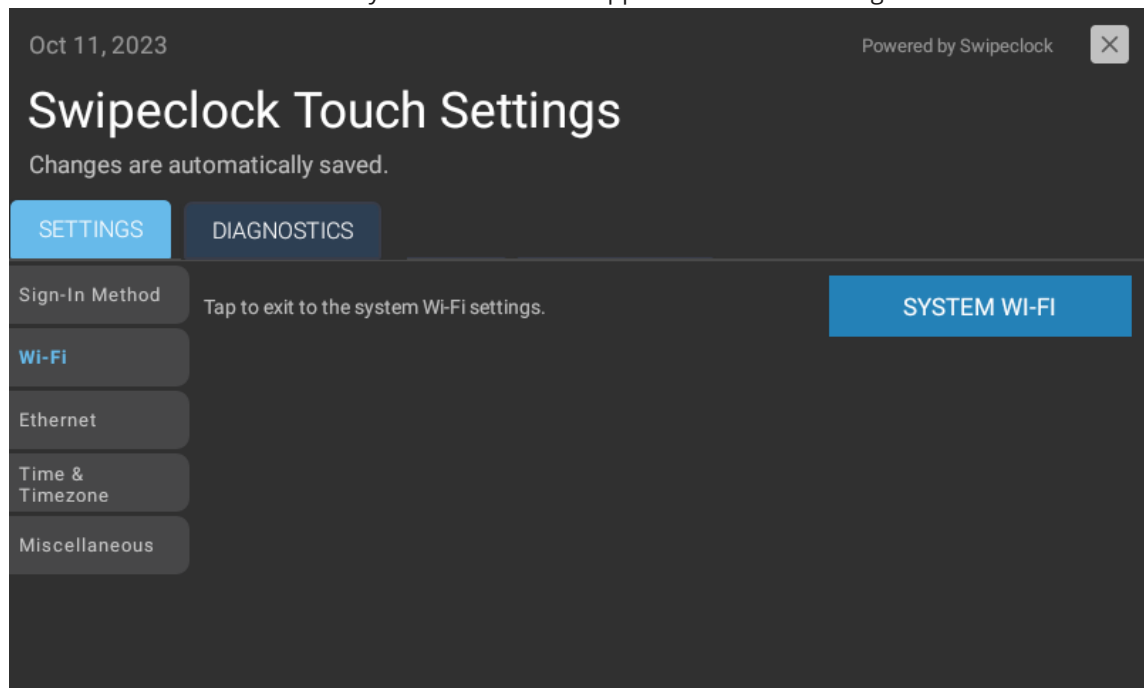 Oct 11, 2023
Powered by Swipeclock
Swipeclock Touch Settings
Changes are automatically saved.
SETTINGS
DIAGNOSTICS
Sign-In Method
Tap to exit to the system Wi-Fi settings.
SYSTEM WI-FI
Wi-Fi
Ethernet
Time &
Timezone
Miscellaneous